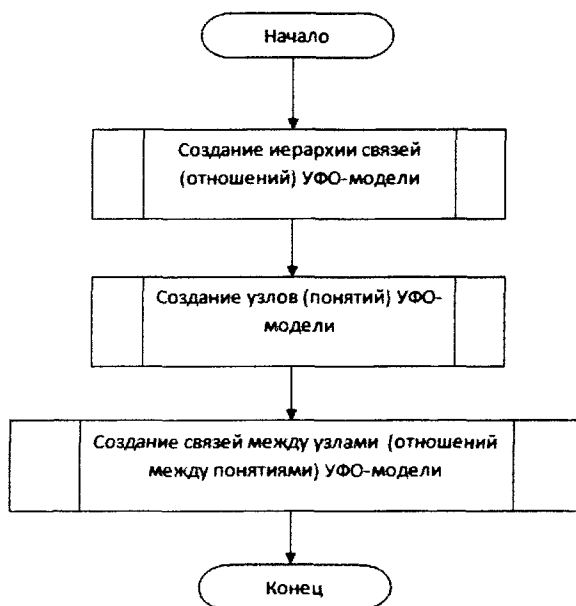 Начало
Создание иерархии связей
(отношений) УФО-модели
Создание узлов (понятий) УФО-
модели
Создание связей между узлами (отношений
между понятиями) УФО-модели
Конец